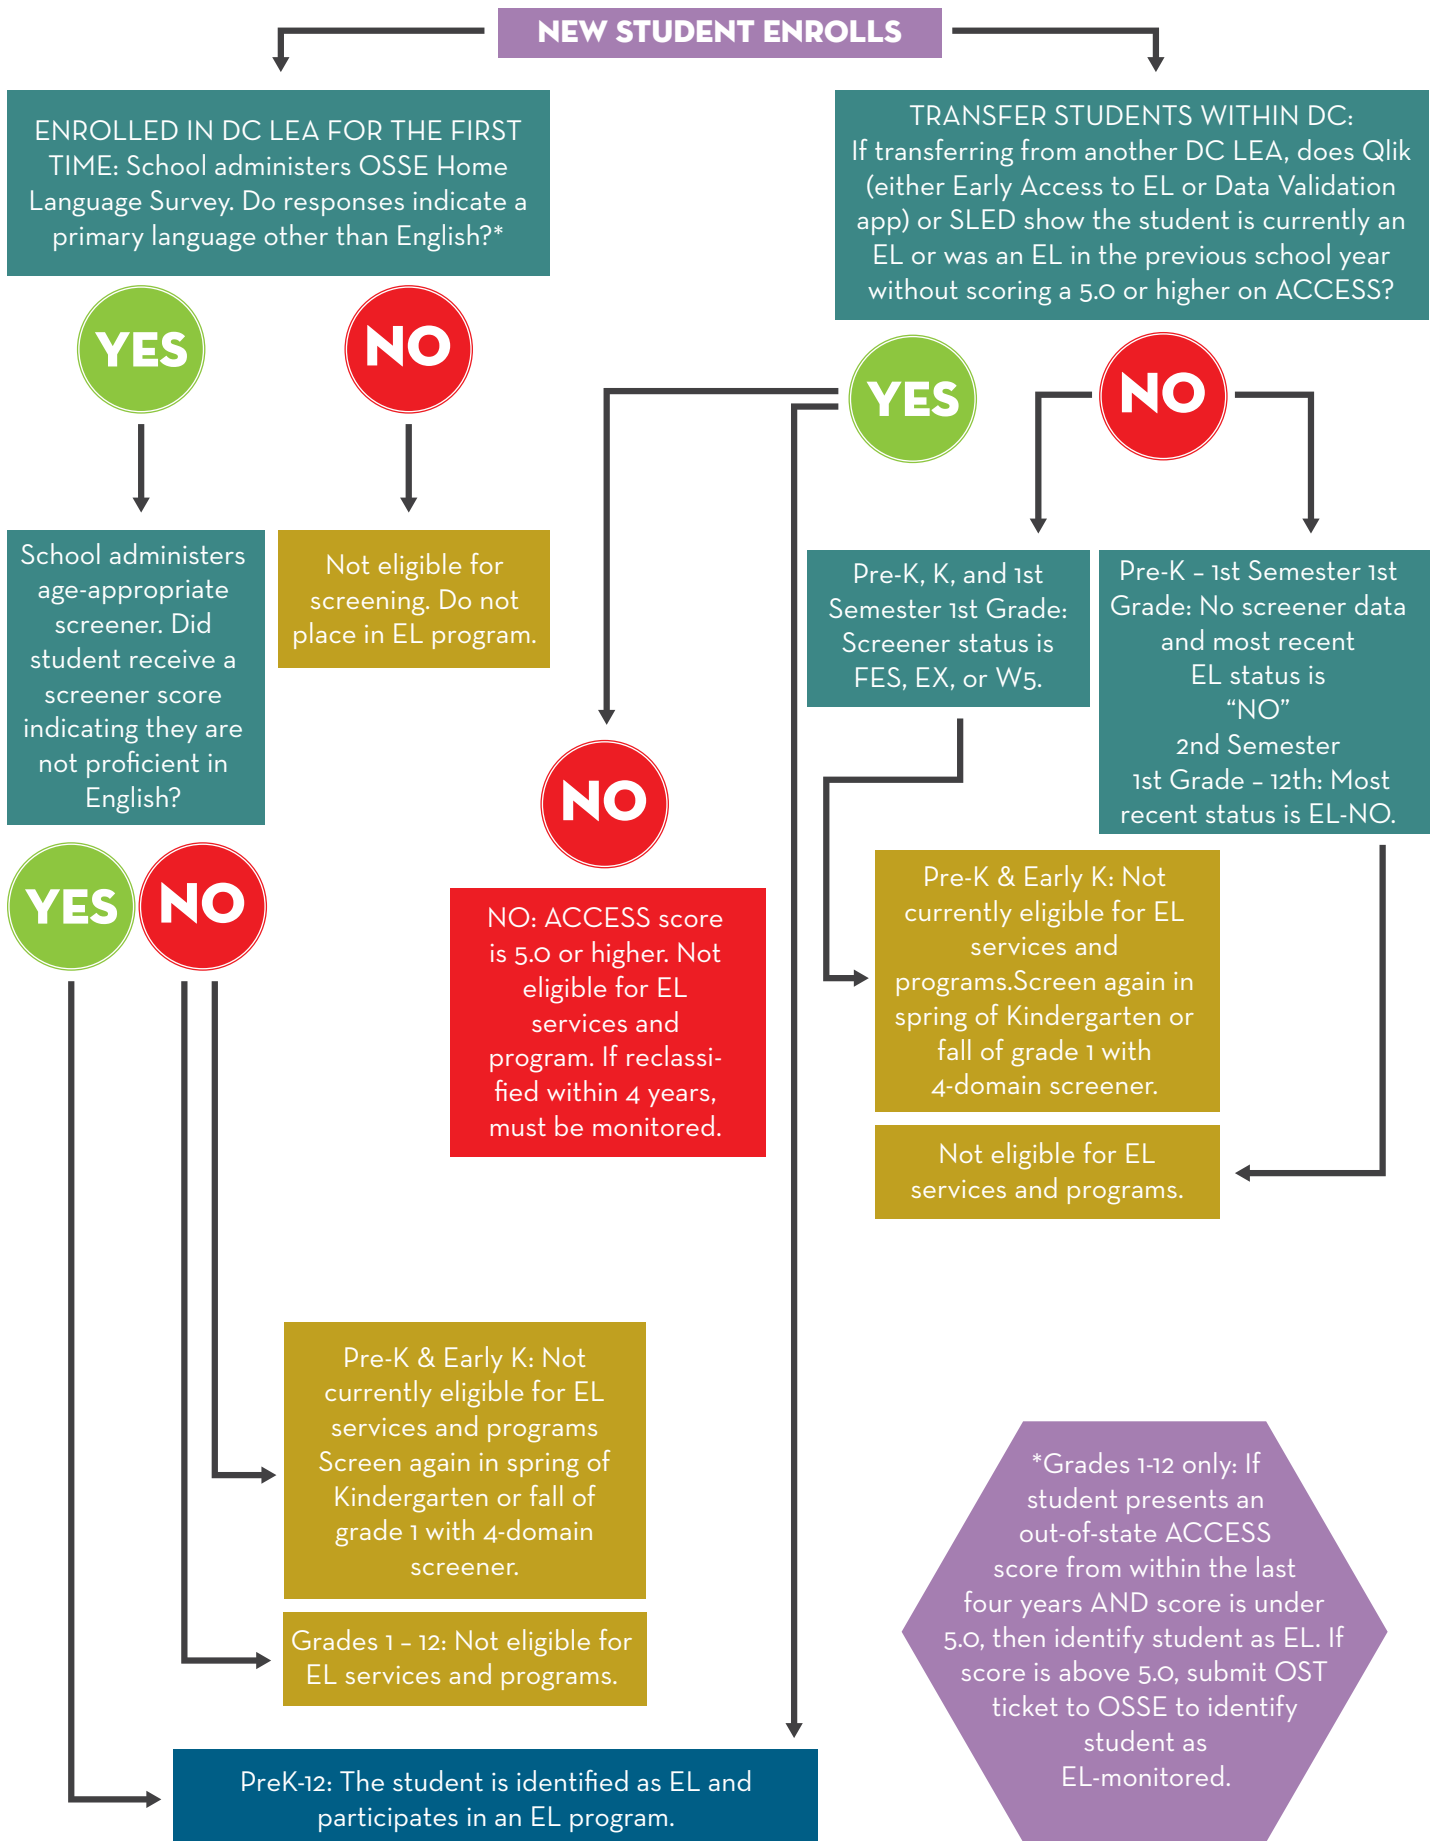 NEW STUDENT ENROLLS
ENROLLED IN DC LEA FOR THE FIRST
TIME: School administers OSSE Home
Language Survey. Do responses indicate a
primary language other than English?*
TRANSFER STUDENTS WITHIN DC:
If transferring from another DC LEA, does Qlik
(either Early Access to EL or Data Validation
app) or SLED show the student is currently an
EL or was an EL in the previous school year
without scoring a 5.0 or higher on ACCESS?
YES
NO
YES
NO
School administers
age-appropriate
screener. Did
student receive a
screener score
indicating they are
not proficient in
English?
Not eligible for
screening. Do not
place in EL program.
Pre-K, K, and 1st
Semester 1st Grade:
Screener status is
FES, EX, or W5.
Pre-K – 1st Semester 1st
Grade: No screener data
and most recent
EL status is
“NO”
2nd Semester
1st Grade – 12th: Most
recent status is EL-NO.
NO
YES
NO
NO: ACCESS score
is 5.0 or higher. Not
eligible for EL
services and
program. If reclassi-
fied within 4 years,
must be monitored.
Pre-K & Early K: Not
currently eligible for EL
services and
programs.Screen again in
spring of Kindergarten or
fall of grade 1 with
4-domain screener.
Not eligible for EL
services and programs.
Pre-K & Early K: Not
currently eligible for EL
services and programs
Screen again in spring of
Kindergarten or fall of
grade 1 with 4-domain
screener.
Grades 1 – 12: Not eligible for
EL services and programs.
*Grades 1-12 only: If
student presents an
out-of-state ACCESS
score from within the last
four years AND score is under
5.0, then identify student as EL. If
score is above 5.0, submit OST
ticket to OSSE to identify
student as
EL-monitored.
PreK-12: The student is identified as EL and
participates in an EL program.